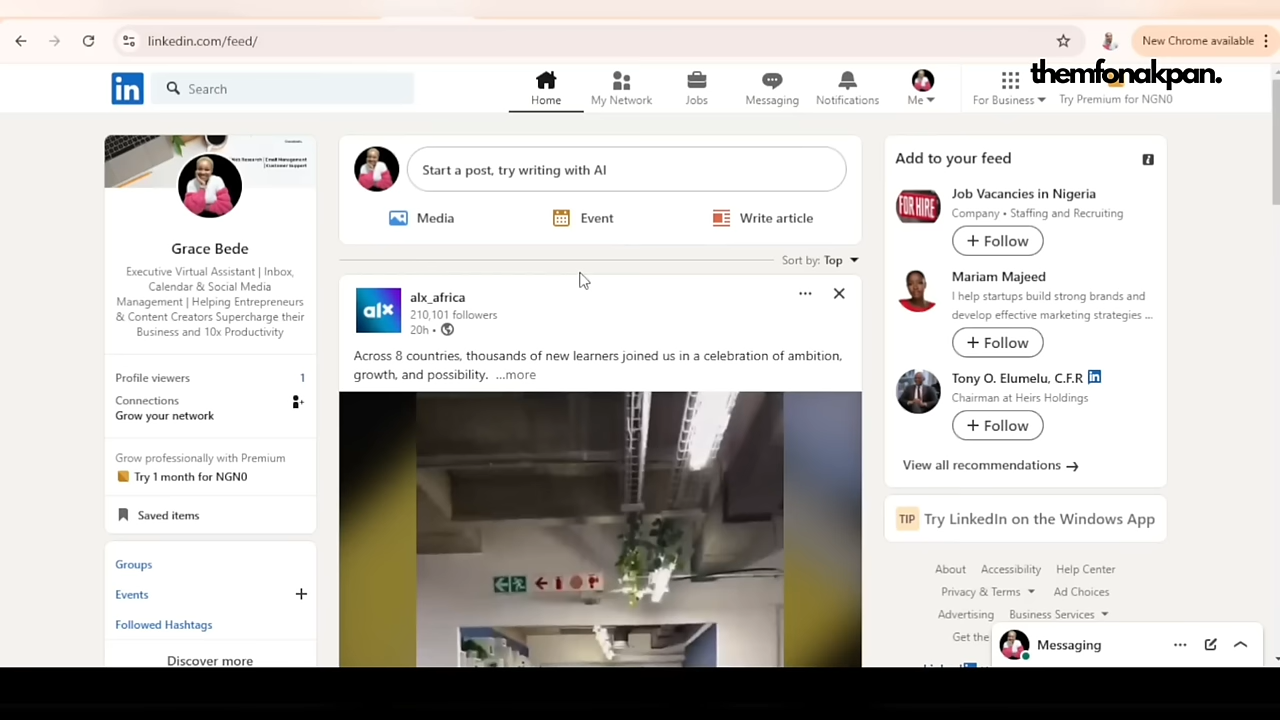 linkedin.com/feed/
New Chrome available
themfonakpan.
in
Search
Home
My Network
Jobs
Messaging
Notifications
Me
For Business
Try Premium for NGN0
Grace Bede
Executive Virtual Assistant | Inbox,
Calendar & Social Media
Management | Helping Entrepreneurs
& Content Creators Supercharge their
Business and 10x Productivity
Profile viewers 1
Connections
Grow your network
Grow professionally with Premium
Try 1 month for NGN0
Saved items
Groups
Events
Followed Hashtags
Discover more
Start a post, try writing with AI
Media
Event
Write article
Sort by: Top
alx
alx_africa
210,101 followers
20h •
Across 8 countries, thousands of new learners joined us in a celebration of ambition,
growth, and possibility. ...more
Add to your feed
FOR HIRE
Job Vacancies in Nigeria
Company • Staffing and Recruiting
+ Follow
Mariam Majeed
I help startups build strong brands and
develop effective marketing strategies ...
+ Follow
Tony O. Elumelu, C.F.R in
Chairman at Heirs Holdings
+ Follow
View all recommendations →
TIP Try LinkedIn on the Windows App
About Accessibility Help Center
Privacy & Terms Ad Choices
Advertising Business Services
Get the
Messaging